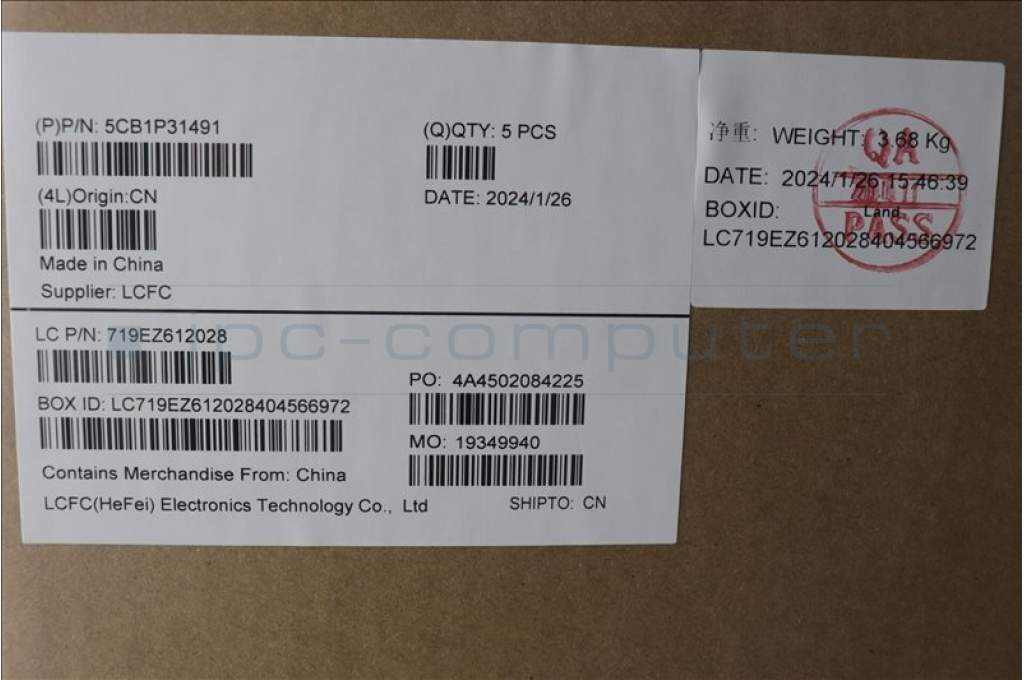 (P)P/N: 5CB1P31491
(Q)QTY: 5 PCS
(4L)Origin:CN
DATE: 2024/1/26
Made in China
Supplier: LCFC
净重: WEIGHT: 3.68 Kg
DATE: 2024/1/26 15:46:39
BOXID:
LC719EZ612028404566972
QA
Land
PASS
LC P/N: 719EZ612028
PO: 4A4502084225
BOX ID: LC719EZ612028404566972
MO: 19349940
Contains Merchandise From: China
LCFC(HeFei) Electronics Technology Co., Ltd
SHIPTO: CN
ipc-computer